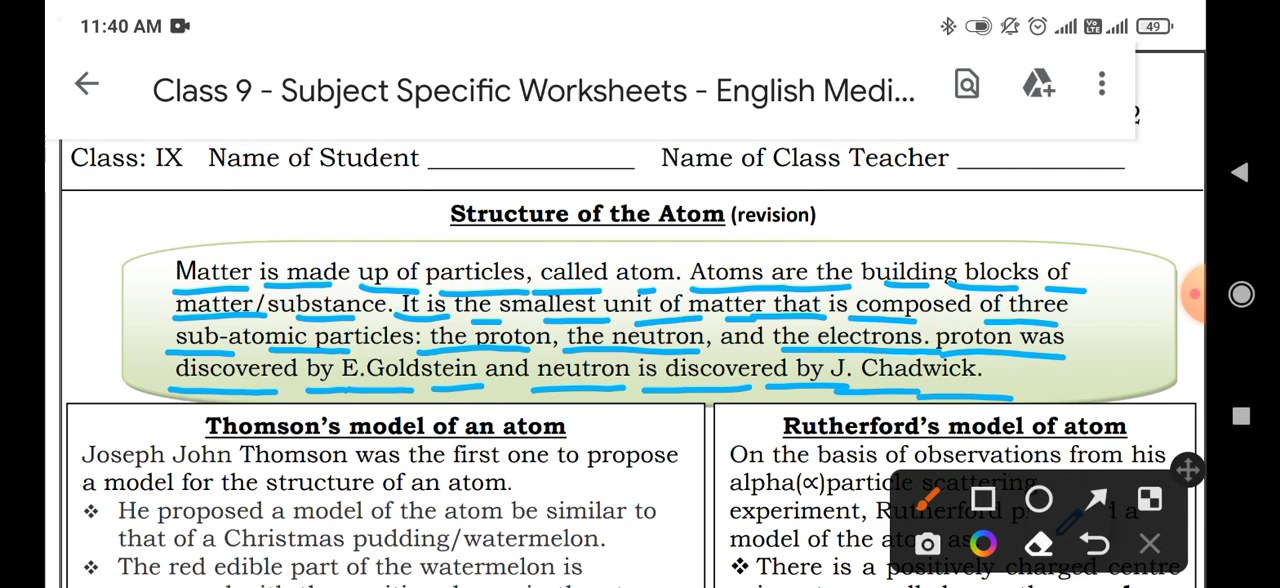 11:40 AM
49
Class 9 - Subject Specific Worksheets - English Medi...
2
Class: IX Name of Student ____________ Name of Class Teacher ____________
Structure of the Atom (revision)
Matter is made up of particles, called atom. Atoms are the building blocks of
matter/substance. It is the smallest unit of matter that is composed of three
sub-atomic particles: the proton, the neutron, and the electrons. proton was
discovered by E.Goldstein and neutron is discovered by J. Chadwick.
Thomson's model of an atom
Joseph John Thomson was the first one to propose
a model for the structure of an atom.
❖ He proposed a model of the atom be similar to
that of a Christmas pudding/watermelon.
❖ The red edible part of the watermelon is
Rutherford's model of atom
On the basis of observations from his
alpha(∝)particle scattering
experiment, Rutherford a
model of the as
❖ There is a positively charged centre